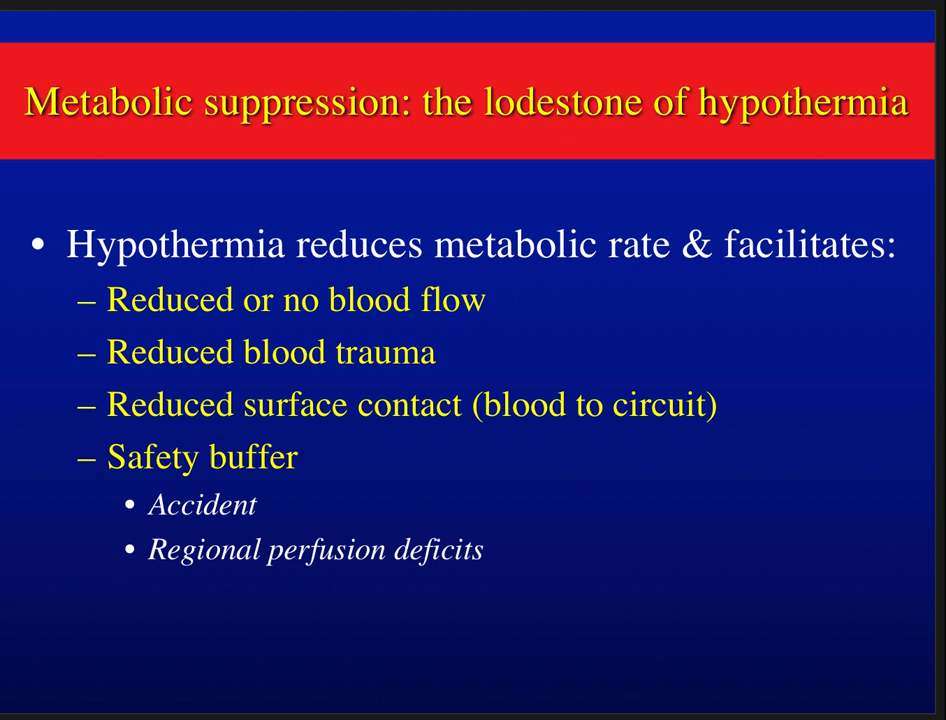 Metabolic suppression: the lodestone of hypothermia
• Hypothermia reduces metabolic rate & facilitates:
– Reduced or no blood flow
– Reduced blood trauma
– Reduced surface contact (blood to circuit)
– Safety buffer
• Accident
• Regional perfusion deficits